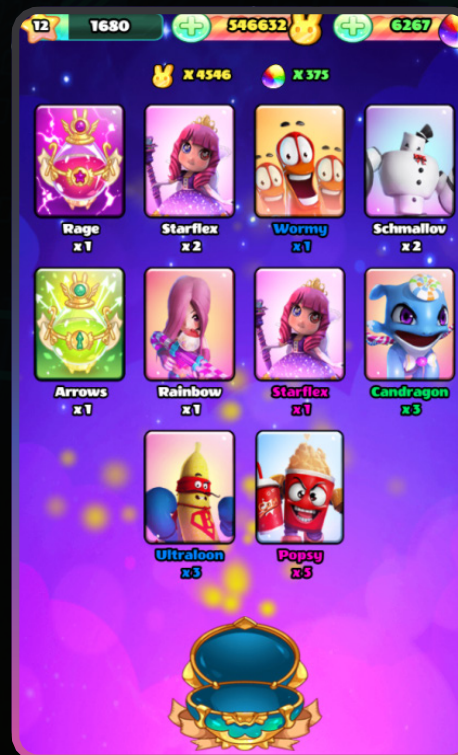 12 1680 546632 6267
X 4546 X 375
Rage Starflex Wormy Schmallov
x 1 x 2 x 1 x 2
Arrows Rainbow Starflex Candragon
x 1 x 1 x 1 x 3
Ultraloon Popsy
x 3 x 5